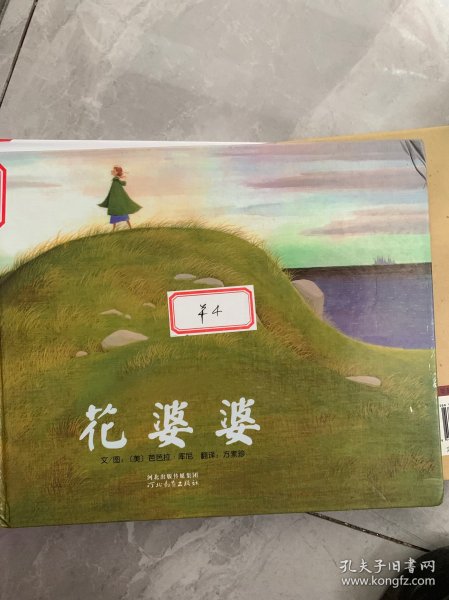 ¥4
花婆婆
文/图：(美)芭芭拉·库尼 翻译：方素珍
河北出版传媒集团
河北教育出版社
孔夫子旧书网
www.kongfz.com